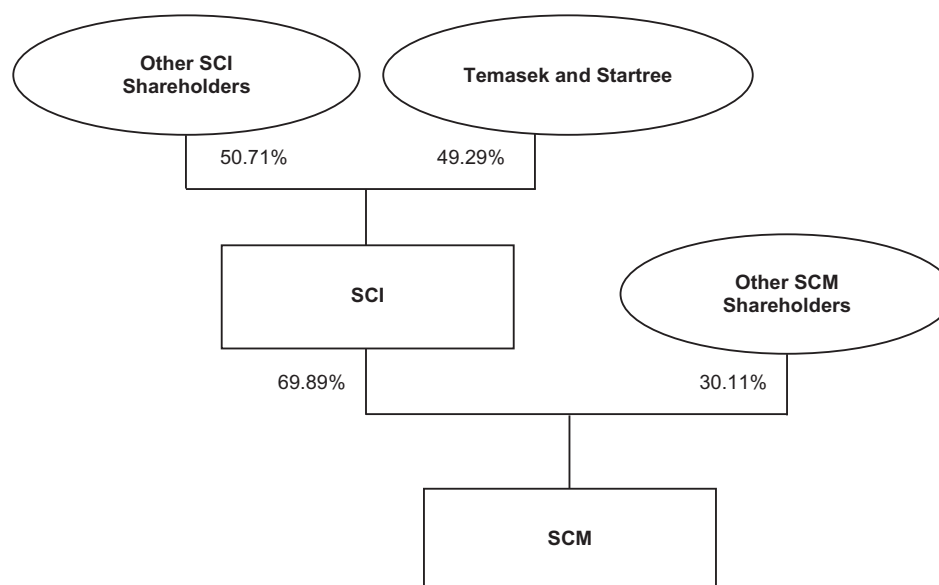 Other SCI
Shareholders
Temasek and Startree
50.71%
49.29%
SCI
Other SCM
Shareholders
69.89%
30.11%
SCM